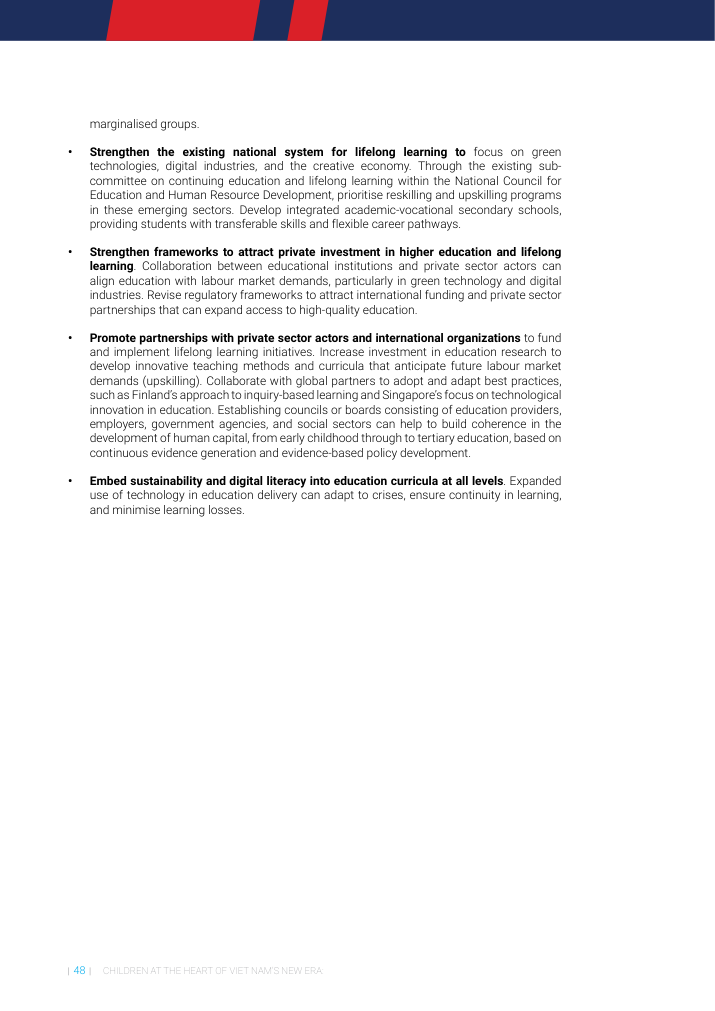 marginalised groups.
• Strengthen the existing national system for lifelong learning to focus on green
technologies, digital industries, and the creative economy. Through the existing sub-
committee on continuing education and lifelong learning within the National Council for
Education and Human Resource Development, prioritise reskilling and upskilling programs
in these emerging sectors. Develop integrated academic-vocational secondary schools,
providing students with transferable skills and flexible career pathways.
• Strengthen frameworks to attract private investment in higher education and lifelong
learning. Collaboration between educational institutions and private sector actors can
align education with labour market demands, particularly in green technology and digital
industries. Revise regulatory frameworks to attract international funding and private sector
partnerships that can expand access to high-quality education.
• Promote partnerships with private sector actors and international organizations to fund
and implement lifelong learning initiatives. Increase investment in education research to
develop innovative teaching methods and curricula that anticipate future labour market
demands (upskilling). Collaborate with global partners to adopt and adapt best practices,
such as Finland's approach to inquiry-based learning and Singapore's focus on technological
innovation in education. Establishing councils or boards consisting of education providers,
employers, government agencies, and social sectors can help to build coherence in the
development of human capital, from early childhood through to tertiary education, based on
continuous evidence generation and evidence-based policy development.
• Embed sustainability and digital literacy into education curricula at all levels. Expanded
use of technology in education delivery can adapt to crises, ensure continuity in learning,
and minimise learning losses.
| 48 | CHILDREN AT THE HEART OF VIET NAM'S NEW ERA